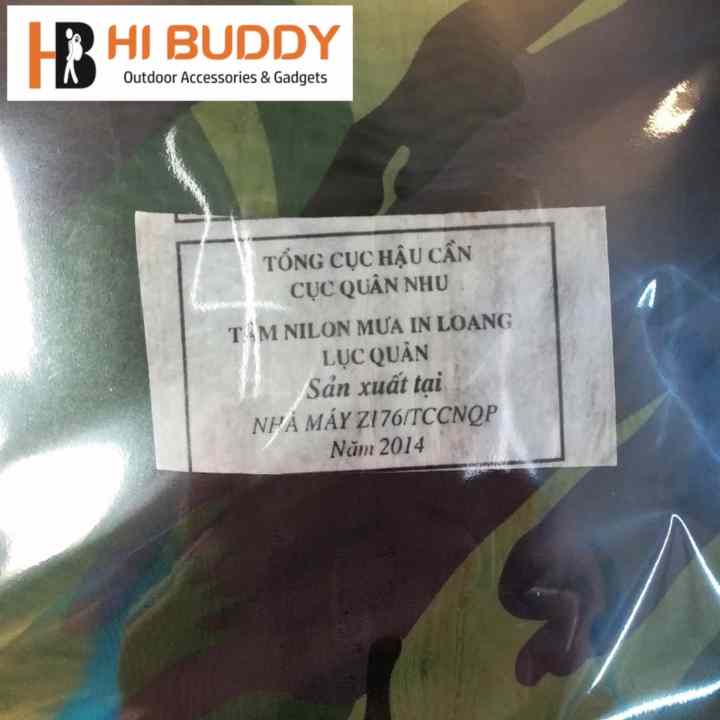 HB HI BUDDY
Outdoor Accessories & Gadgets
TỔNG CỤC HẬU CẦN
CỤC QUÂN NHU
TẤM NILON MƯA IN LOANG
LỤC QUÂN
Sản xuất tại
NHÀ MÁY Z176/TCCNQP
Năm 2014